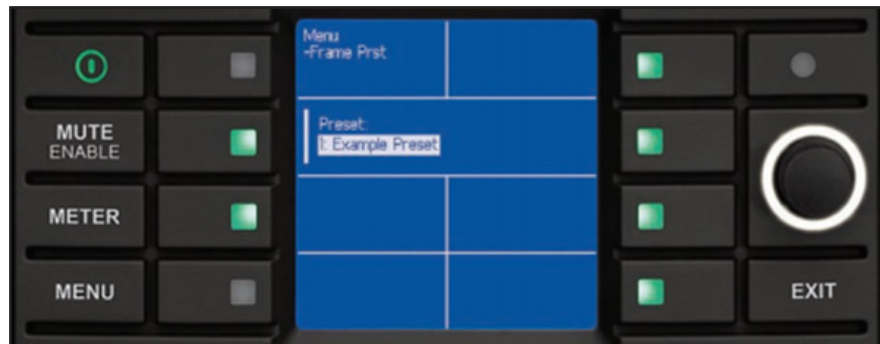 Menu
-Frame Prst
MUTE
ENABLE
Preset:
1: Example Preset
METER
MENU
EXIT